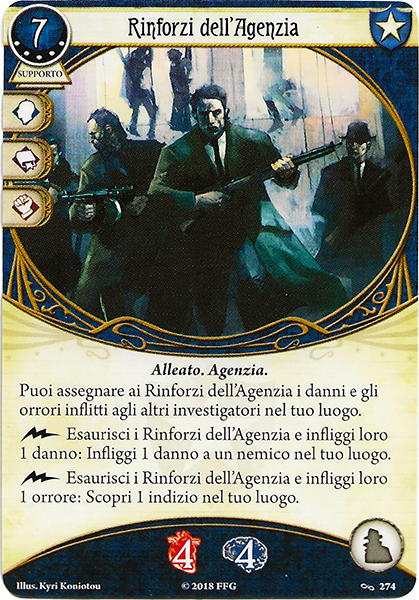 7
Rinforzi dell'Agenzia
SUPPORTO
Alleato. Agenzia.
Puoi assegnare ai Rinforzi dell'Agenzia i danni e gli
orrori inflitti agli altri investigatori nel tuo luogo.
Esaurisci i Rinforzi dell'Agenzia e infliggi loro
1 danno: Infliggi 1 danno a un nemico nel tuo luogo.
Esaurisci i Rinforzi dell'Agenzia e infliggi loro
1 orrore: Scopri 1 indizio nel tuo luogo.
4
4
Illus. Kyri Koniotou
© 2018 FFG
274